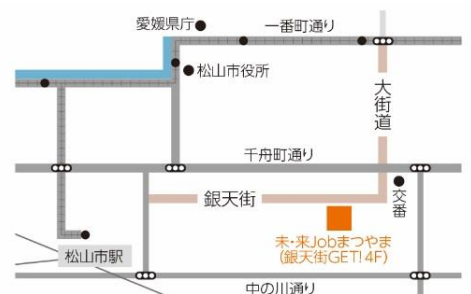 愛媛県庁
一番町通り
松山市役所
大街道
千舟町通り
銀天街
交番
未・来Jobまつやま
(銀天街GET!4F)
松山市駅
中の川通り